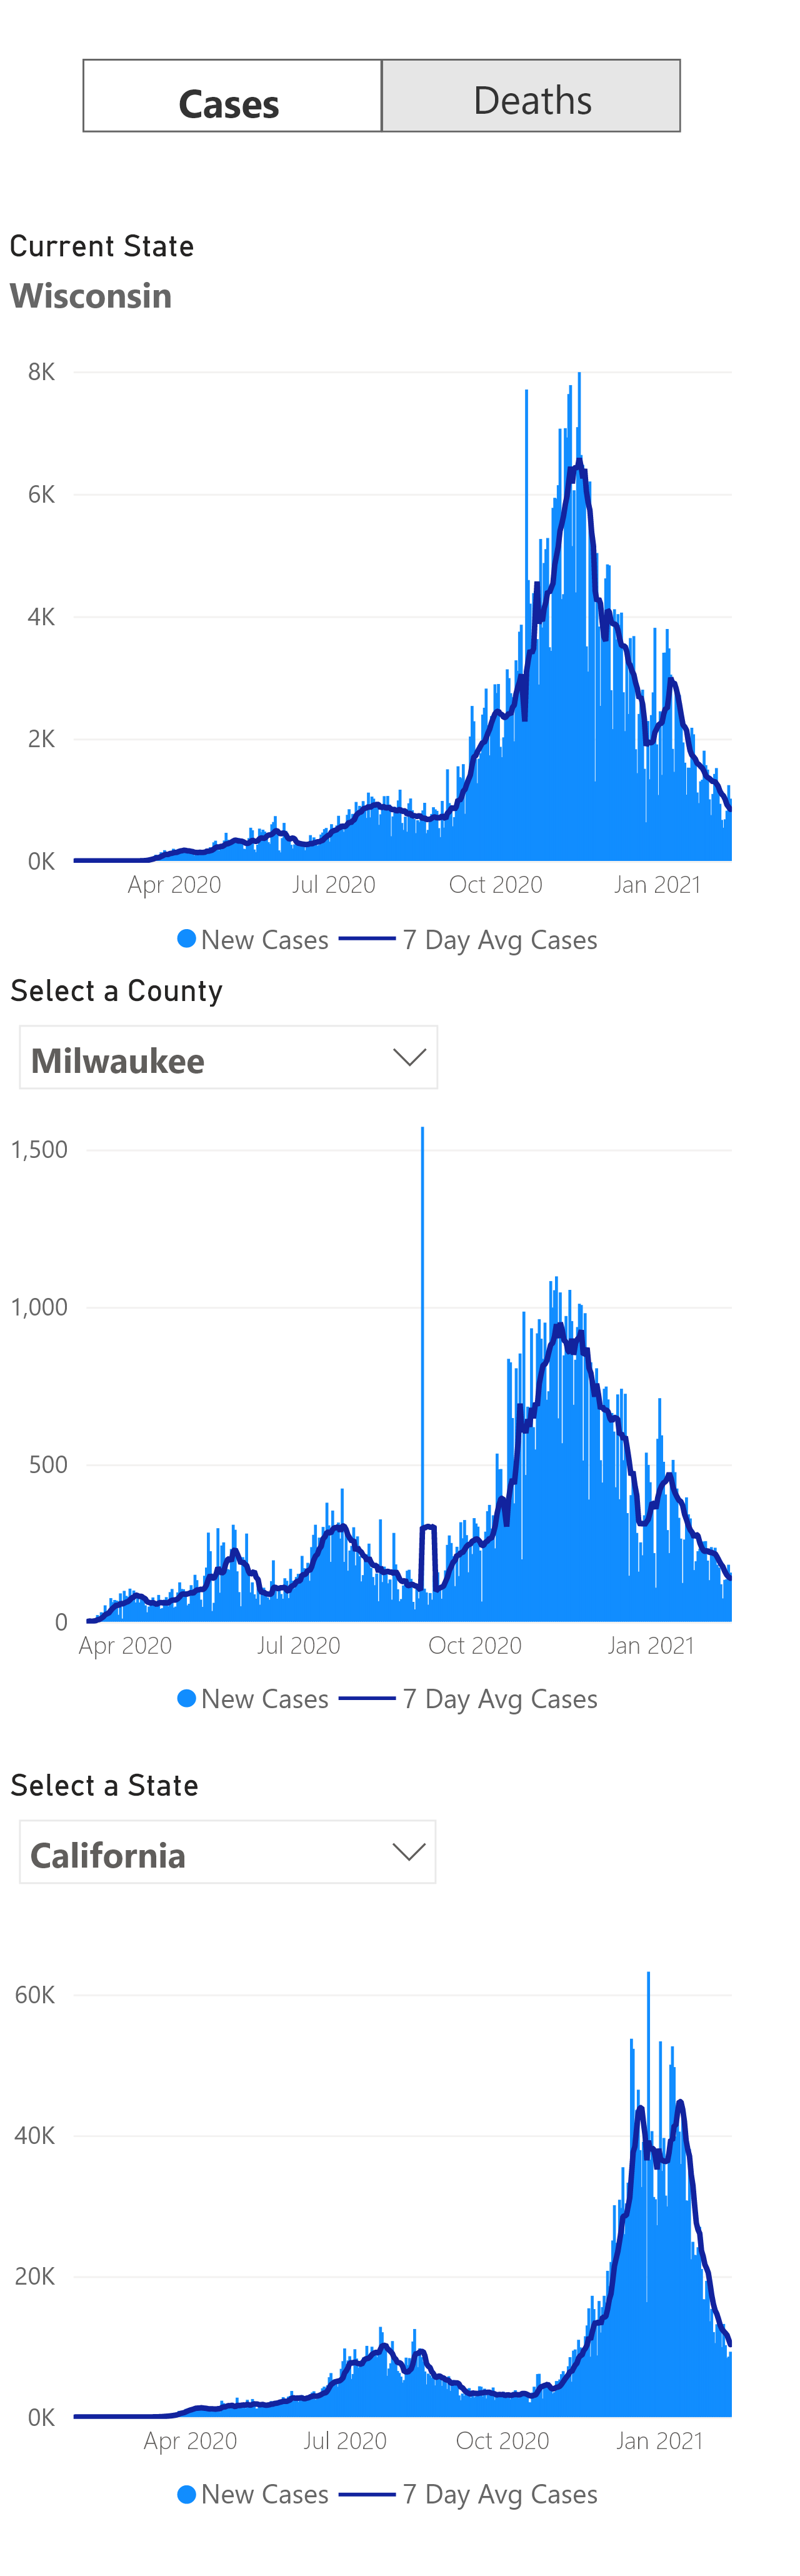 Cases Deaths
Current State
Wisconsin
8K
6K
4K
2K
0K
Apr 2020 Jul 2020 Oct 2020 Jan 2021
New Cases 7 Day Avg Cases
Select a County
Milwaukee
1,500
1,000
500
0
Apr 2020 Jul 2020 Oct 2020 Jan 2021
New Cases 7 Day Avg Cases
Select a State
California
60K
40K
20K
0K
Apr 2020 Jul 2020 Oct 2020 Jan 2021
New Cases 7 Day Avg Cases